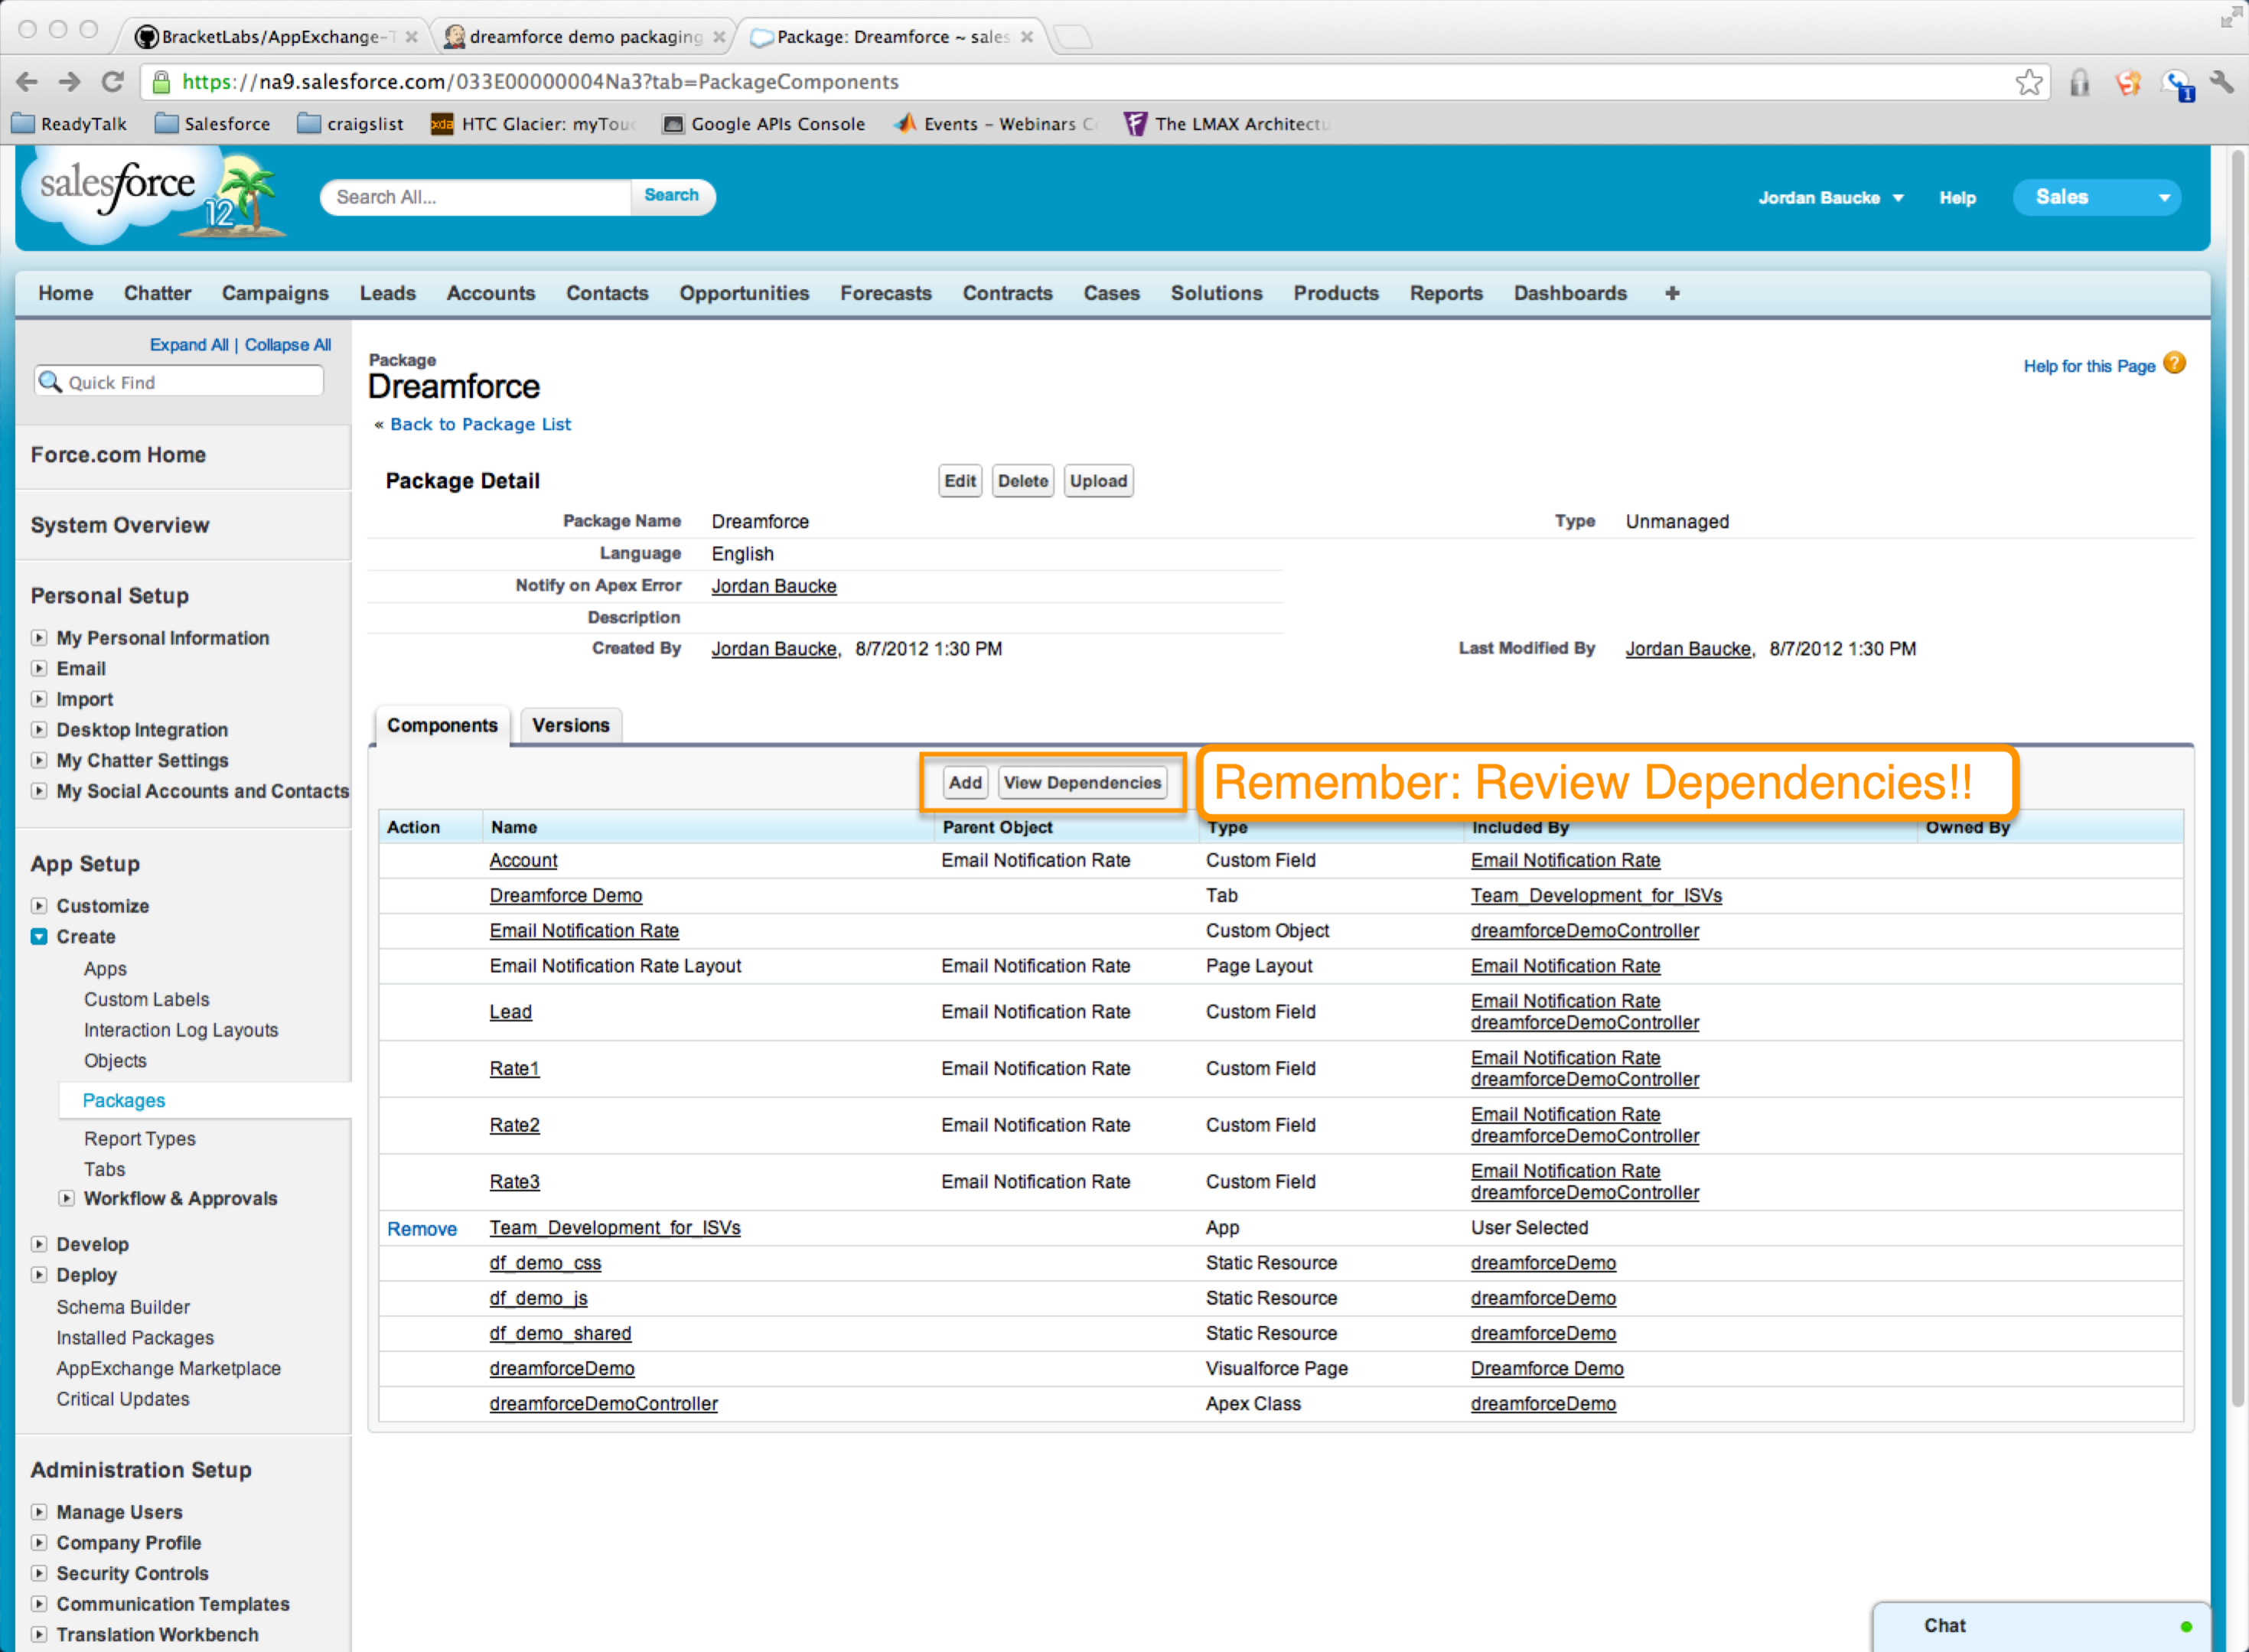 BracketLabs/AppExchange-T
dreamforce demo packaging
Package: Dreamforce ~ sales
https://na9.salesforce.com/033E00000004Na3?tab=PackageComponents
ReadyTalk Salesforce craigslist HTC Glacier: myTouc Google APIs Console Events – Webinars C The LMAX Architectu
salesforce 12
Search All... Search
Jordan Baucke Help Sales
Home Chatter Campaigns Leads Accounts Contacts Opportunities Forecasts Contracts Cases Solutions Products Reports Dashboards +
Expand All | Collapse All
Quick Find
Force.com Home
System Overview
Personal Setup
My Personal Information
Email
Import
Desktop Integration
My Chatter Settings
My Social Accounts and Contacts
App Setup
Customize
Create
Apps
Custom Labels
Interaction Log Layouts
Objects
Packages
Report Types
Tabs
Workflow & Approvals
Develop
Deploy
Schema Builder
Installed Packages
AppExchange Marketplace
Critical Updates
Administration Setup
Manage Users
Company Profile
Security Controls
Communication Templates
Translation Workbench
Package
Dreamforce
« Back to Package List
Help for this Page ?
Package Detail Edit Delete Upload
Package Name Dreamforce Type Unmanaged
Language English
Notify on Apex Error Jordan Baucke
Description
Created By Jordan Baucke, 8/7/2012 1:30 PM Last Modified By Jordan Baucke, 8/7/2012 1:30 PM
Components Versions
Add View Dependencies Remember: Review Dependencies!!
Action Name Parent Object Type Included By Owned By
Account Email Notification Rate Custom Field Email Notification Rate
Dreamforce Demo Tab Team_Development_for_ISVs
Email Notification Rate Custom Object dreamforceDemoController
Email Notification Rate Layout Email Notification Rate Page Layout Email Notification Rate
Lead Email Notification Rate Custom Field Email Notification Rate
dreamforceDemoController
Rate1 Email Notification Rate Custom Field Email Notification Rate
dreamforceDemoController
Rate2 Email Notification Rate Custom Field Email Notification Rate
dreamforceDemoController
Rate3 Email Notification Rate Custom Field Email Notification Rate
dreamforceDemoController
Remove Team_Development_for_ISVs App User Selected
df_demo_css Static Resource dreamforceDemo
df_demo_js Static Resource dreamforceDemo
df_demo_shared Static Resource dreamforceDemo
dreamforceDemo Visualforce Page Dreamforce Demo
dreamforceDemoController Apex Class dreamforceDemo
Chat